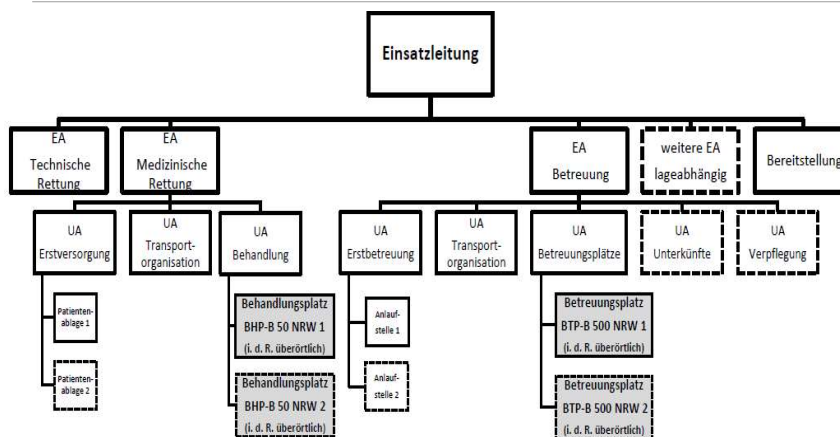 Einsatzleitung
EA
Technische
Rettung
EA
Medizinische
Rettung
EA
Betreuung
weitere EA
lageabhängig
Bereitstellung
UA
Erstversorgung
UA
Transport-
organisation
UA
Behandlung
UA
Erstbetreuung
UA
Transport-
organisation
UA
Betreuungsplätze
UA
Unterkünfte
UA
Verpflegung
Patienten-
ablage 1
Behandlungsplatz
BHP-B 50 NRW 1
(i. d. R. überörtlich)
Anlauf-
stelle 1
Betreuungsplatz
BTP-B 500 NRW 1
(i. d. R. überörtlich)
Patienten-
ablage 2
Behandlungsplatz
BHP-B 50 NRW 2
(i. d. R. überörtlich)
Anlauf-
stelle 2
Betreuungsplatz
BTP-B 500 NRW 2
(i. d. R. überörtlich)